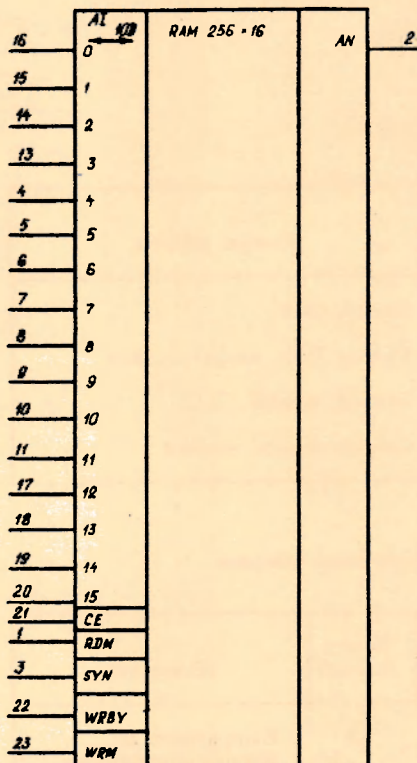 AI
RAM 256 * 16
AN 2
16 0
15 1
14 2
13 3
4 4
5 5
6 6
7 7
8 8
9 9
10 10
11 11
17 12
18 13
19 14
20 15
21 CE
1 RDM
3 SYN
22 WRBY
23 WRM